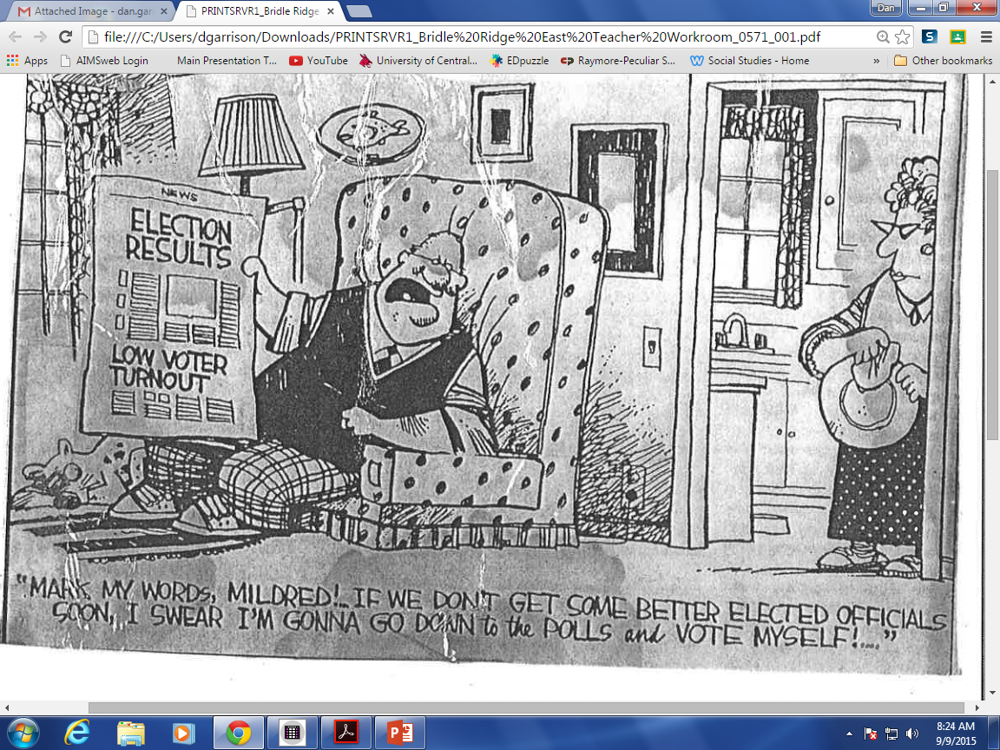 Attached Image - dan.gar
PRINTSRVR1_Bridle Ridge
Dan
file:///C:/Users/dgarrison/Downloads/PRINTSRVR1_Bridle%20Ridge%20East%20Teacher%20Workroom_0571_001.pdf
Apps AIMSweb Login Main Presentation T... YouTube University of Central... EDpuzzle Raymore-Peculiar S... Social Studies - Home » Other bookmarks
NEWS
ELECTION
RESULTS
LOW VOTER
TURNOUT
"MARK MY WORDS, MILDRED!.. IF WE DON'T GET SOME BETTER ELECTED OFFICIALS
SOON, I SWEAR I'M GONNA GO DOWN to the POLLS and VOTE MYSELF!...."
8:24 AM
9/9/2015